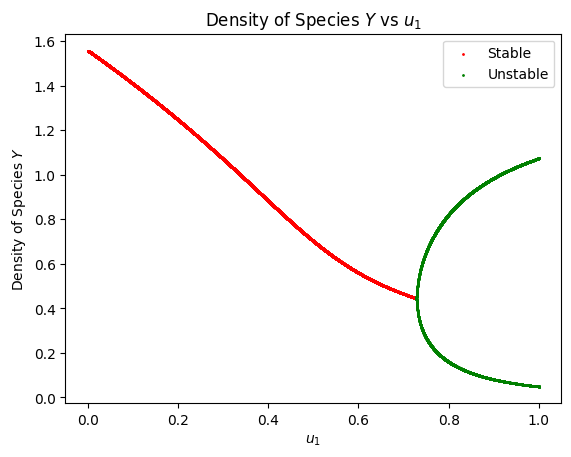 Density of Species Y vs u₁
Stable
Unstable
Density of Species Y
1.6
1.4
1.2
1.0
0.8
0.6
0.4
0.2
0.0
0.0 0.2 0.4 0.6 0.8 1.0
u₁